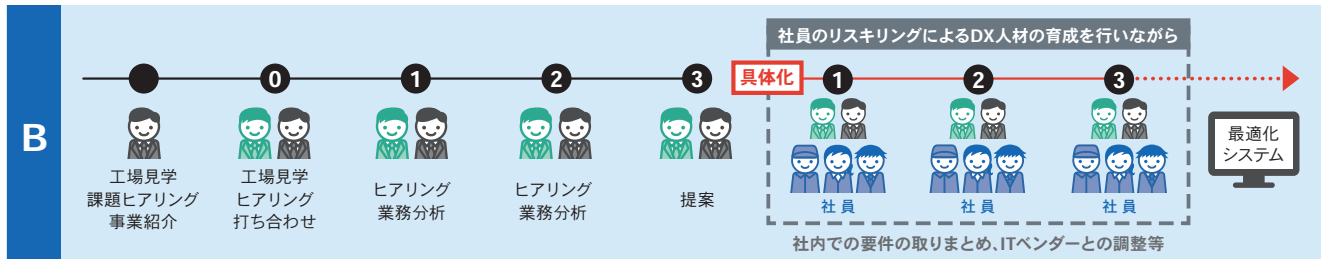 B
社員のリスキリングによるDX人材の育成を行いながら
0
1
2
3
具体化
1
2
3
工場見学
課題ヒアリング
事業紹介
工場見学
ヒアリング
打ち合わせ
ヒアリング
業務分析
ヒアリング
業務分析
提案
社員
社員
社員
最適化
システム
社内での要件の取りまとめ、ITベンダーとの調整等